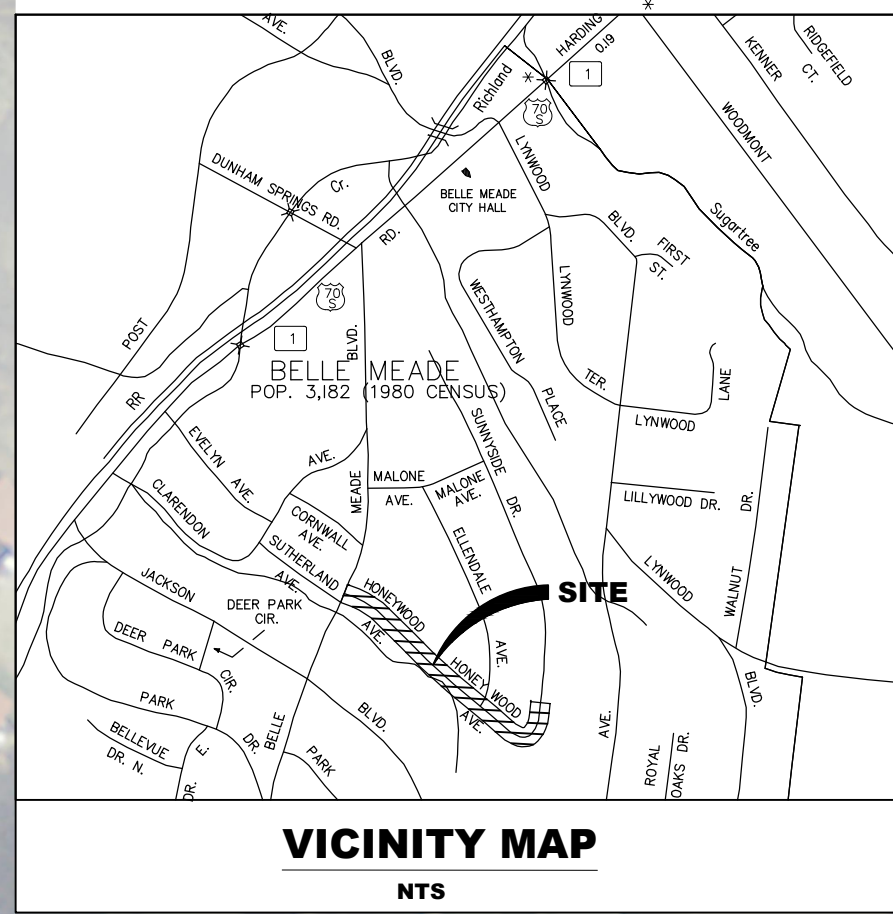 AVE.
BLVD.
HARDING
0.19
RIDGEFIELD
CT.
KENNER
WOODMONT
Richland
1
70
S
LYNWOOD
BLVD.
FIRST
ST.
Sugartree
DUNHAM SPRINGS RD.
Cr.
BELLE MEADE
CITY HALL
RD.
POST
RR
70
S
1
BLVD.
BELLE MEADE
POP. 3,182 (1980 CENSUS)
WESTHAMPTON
PLACE
LYNWOOD
TER.
LANE
LYNWOOD
SUNNYSIDE
DR.
EVELYN
AVE.
AVE.
MEADE
MALONE
AVE.
MALONE
AVE.
LILLYWOOD DR.
DR.
WALNUT
CLARENDON
AVE.
CORNWALL
AVE.
SUTHERLAND
ELLENDALE
AVE.
LYNWOOD
BLVD.
HONEYWOOD
AVE.
SITE
JACKSON
BLVD.
DEER PARK
CIR.
DEER PARK
CIR.
HONEYWOOD
AVE.
PARK
DR.
BELLE
PARK
BELLEVUE
DR. N.
DR. E.
AVE.
ROYAL
OAKS DR.
VICINITY MAP
NTS